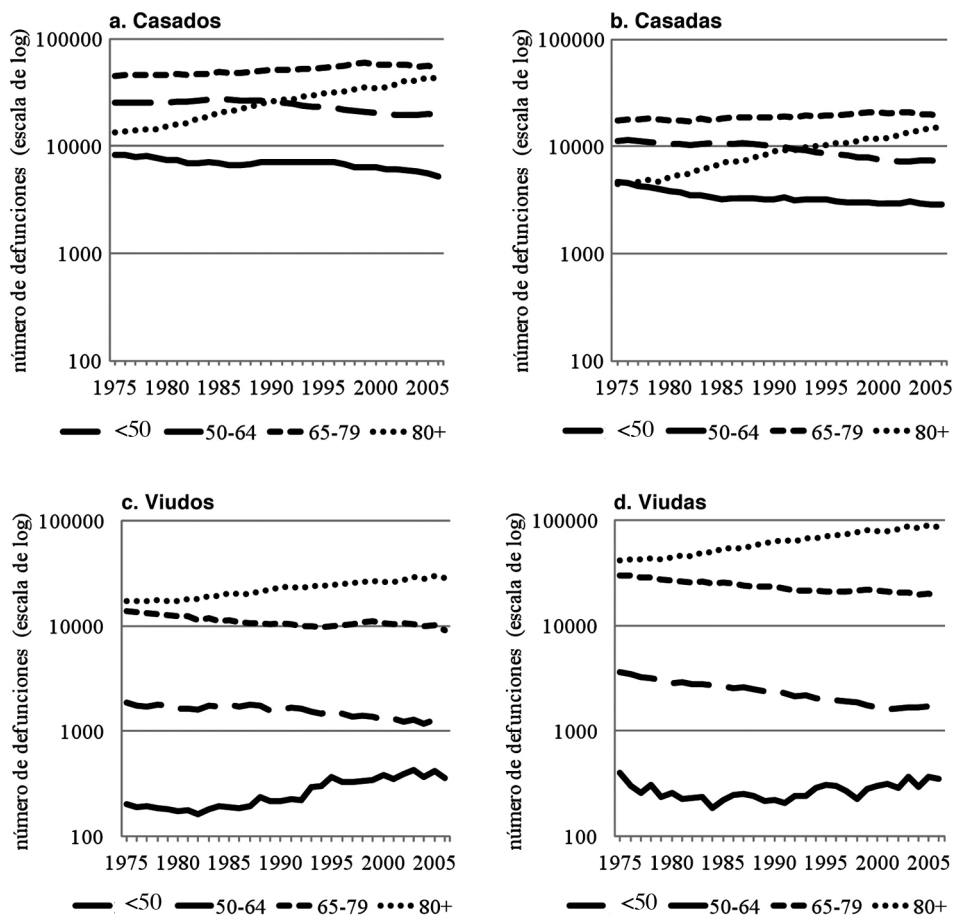 a. Casados
número de defunciones (escala de log)
100000
10000
1000
100
1975 1980 1985 1990 1995 2000 2005
<50 50-64 65-79 80+
b. Casadas
número de defunciones (escala de log)
100000
10000
1000
100
1975 1980 1985 1990 1995 2000 2005
<50 50-64 65-79 80+
c. Viudos
número de defunciones (escala de log)
100000
10000
1000
100
1975 1980 1985 1990 1995 2000 2005
<50 50-64 65-79 80+
d. Viudas
número de defunciones (escala de log)
100000
10000
1000
100
1975 1980 1985 1990 1995 2000 2005
<50 50-64 65-79 80+